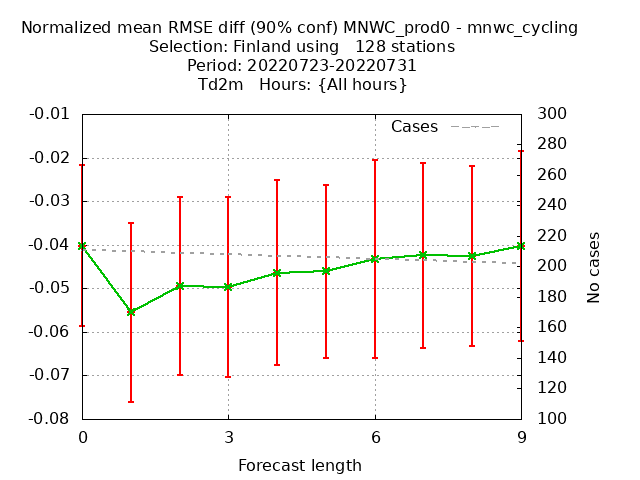 Normalized mean RMSE diff (90% conf) MNWC_prod0 - mnwc_cycling
Selection: Finland using   128 stations
Period: 20220723-20220731
Td2m   Hours: {All hours}
Cases
-0.01
-0.02
-0.03
-0.04
-0.05
-0.06
-0.07
-0.08
300
280
260
240
220
200
180
160
140
120
100
No cases
0 3 6 9
Forecast length